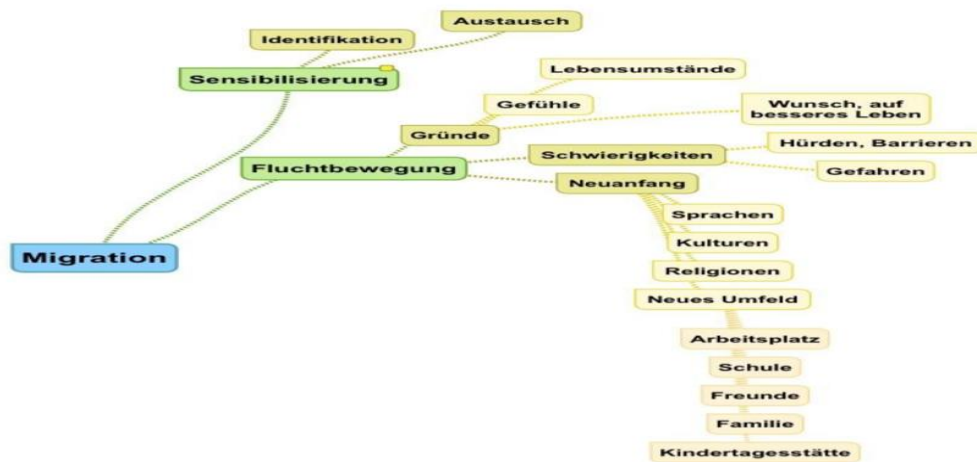 Austausch
Identifikation
Sensibilisierung
Lebensumstände
Gefühle
Wunsch, auf
besseres Leben
Gründe
Hürden, Barrieren
Schwierigkeiten
Fluchtbewegung
Gefahren
Neuanfang
Sprachen
Kulturen
Migration
Religionen
Neues Umfeld
Arbeitsplatz
Schule
Freunde
Familie
Kindertagesstätte